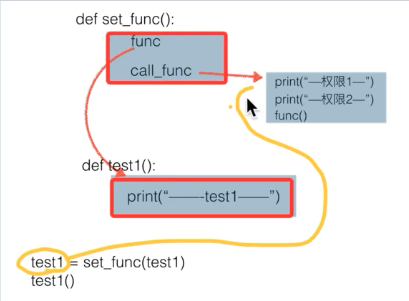 def set_func():
func
call_func
print(“—权限1—”)
print(“—权限2—”)
func()
def test1():
print(“——-test1——”)
test1 = set_func(test1)
test1()